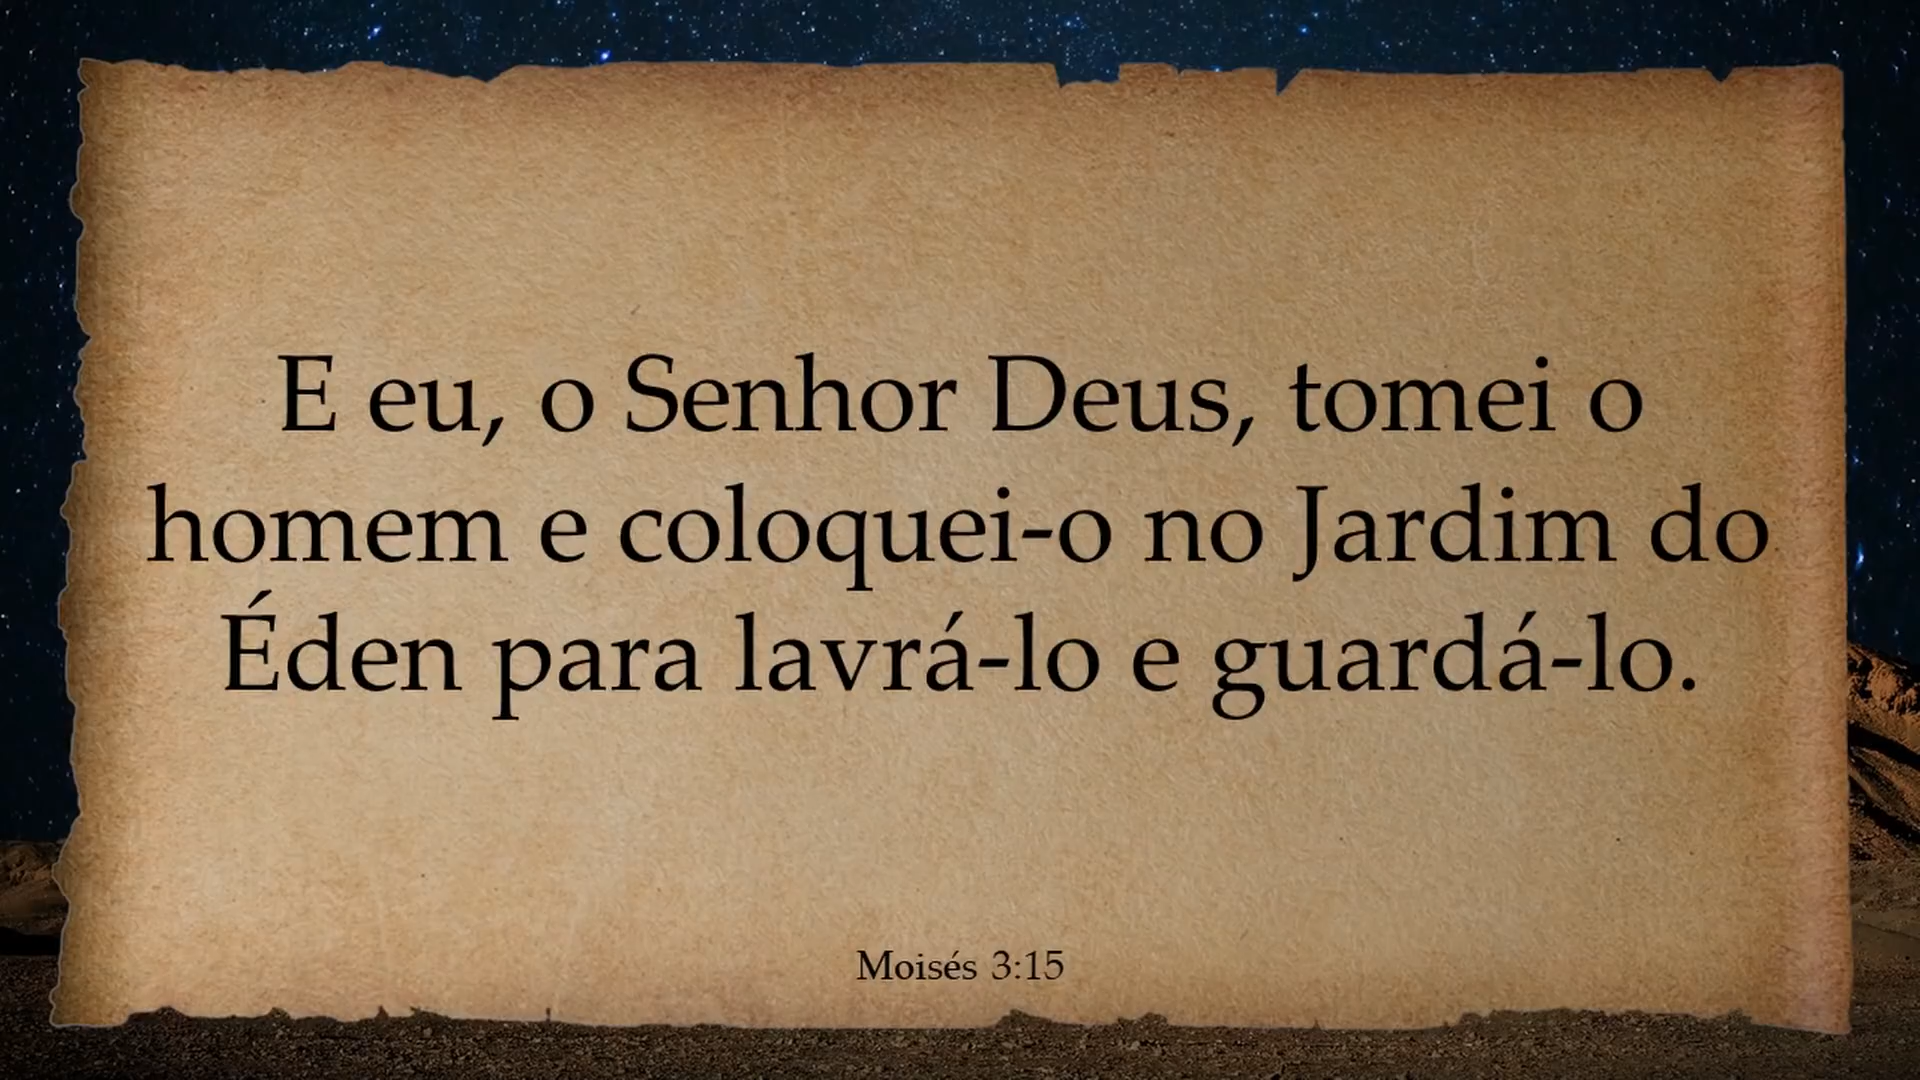 E eu, o Senhor Deus, tomei o
homem e coloquei-o no Jardim do
Éden para lavrá-lo e guardá-lo.
Moisés 3:15